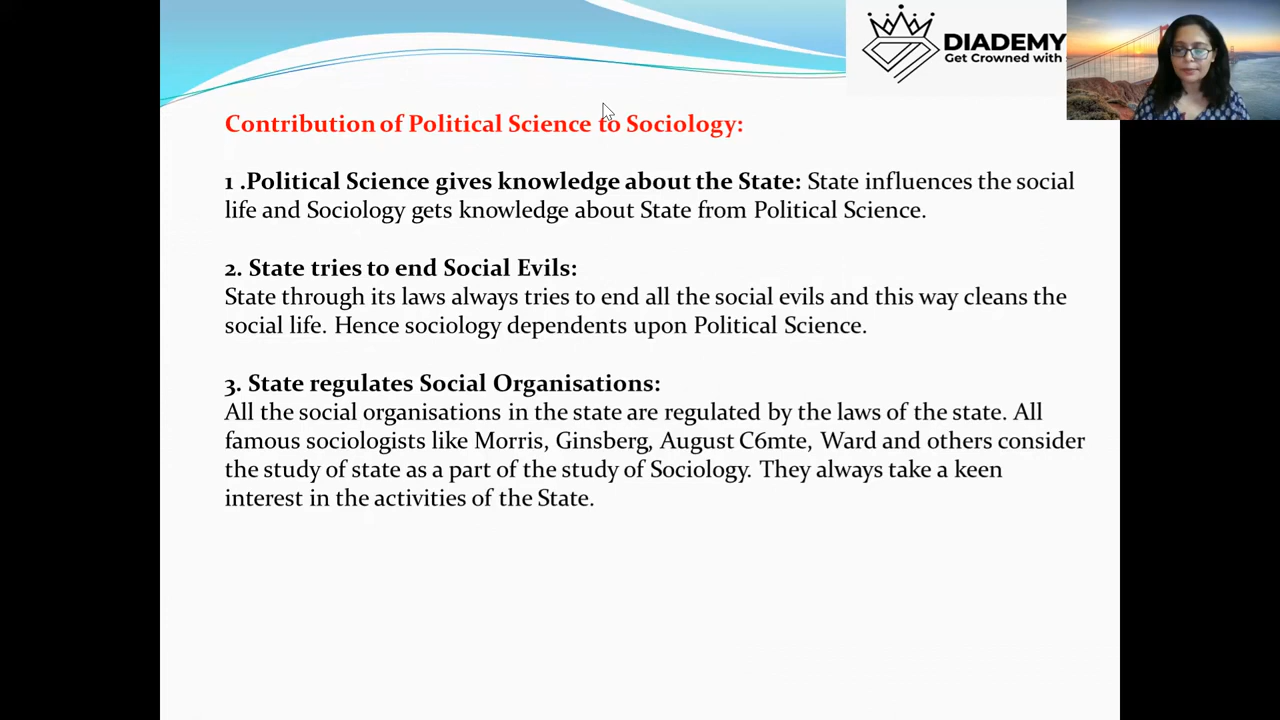 DIADEMY
Get Crowned with
Contribution of Political Science to Sociology:
1 .Political Science gives knowledge about the State: State influences the social
life and Sociology gets knowledge about State from Political Science.
2. State tries to end Social Evils:
State through its laws always tries to end all the social evils and this way cleans the
social life. Hence sociology dependents upon Political Science.
3. State regulates Social Organisations:
All the social organisations in the state are regulated by the laws of the state. All
famous sociologists like Morris, Ginsberg, August C6mte, Ward and others consider
the study of state as a part of the study of Sociology. They always take a keen
interest in the activities of the State.